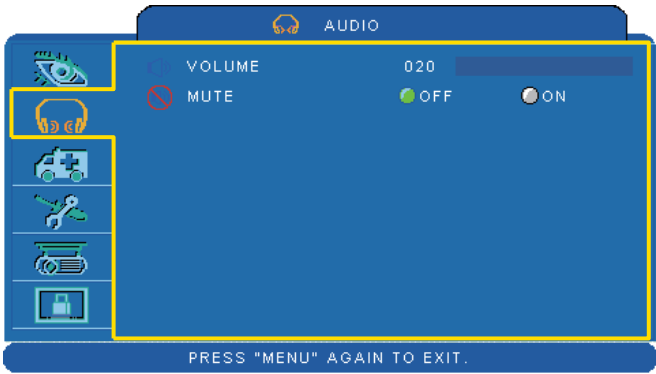 AUDIO
VOLUME 020
MUTE OFF ON
PRESS "MENU" AGAIN TO EXIT.